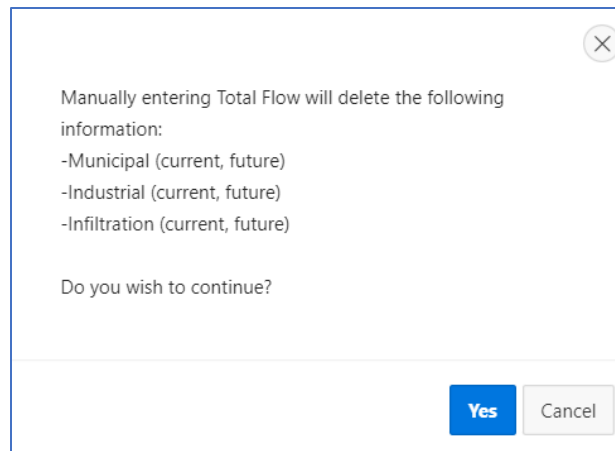 Manually entering Total Flow will delete the following
information:
-Municipal (current, future)
-Industrial (current, future)
-Infiltration (current, future)
Do you wish to continue?
Yes
Cancel